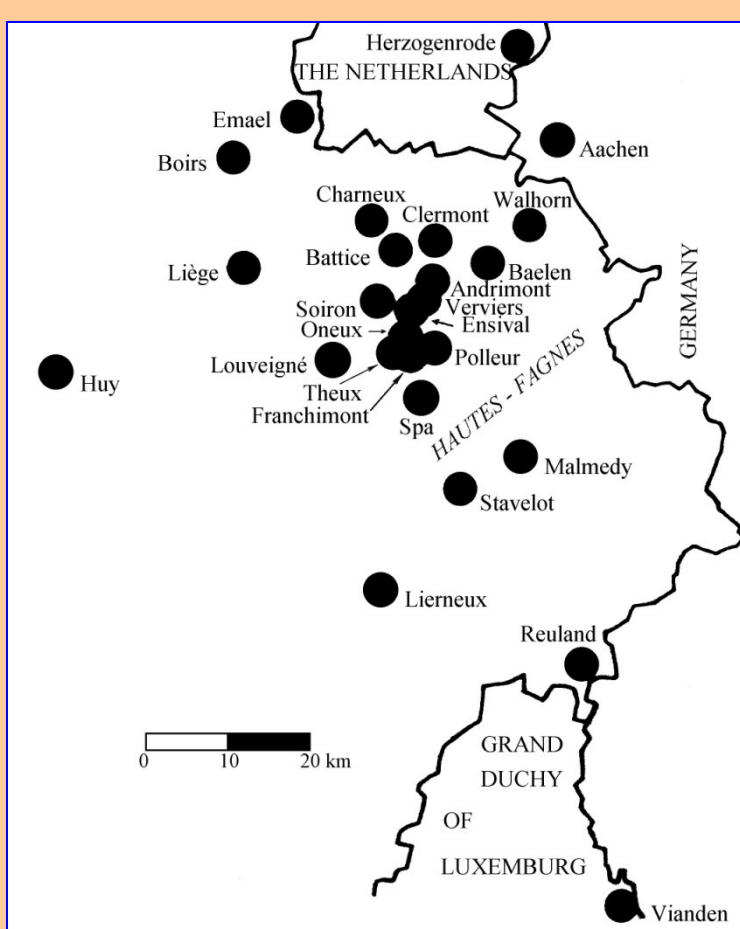 Herzogenrode
THE NETHERLANDS
Emael
Aachen
Boirs
Charneux
Walhorn
Clermont
Battice
Liège
Baelen
Andrimont
Soiron
Verviers
Ensival
Oneux
Louveigné
Polleur
Huy
Theux
Franchimont
Spa
HAUTES - FAGNES
GERMANY
Malmedy
Stavelot
Lierneux
Reuland
0 10 20 km
GRAND
DUCHY
OF
LUXEMBURG
Vianden